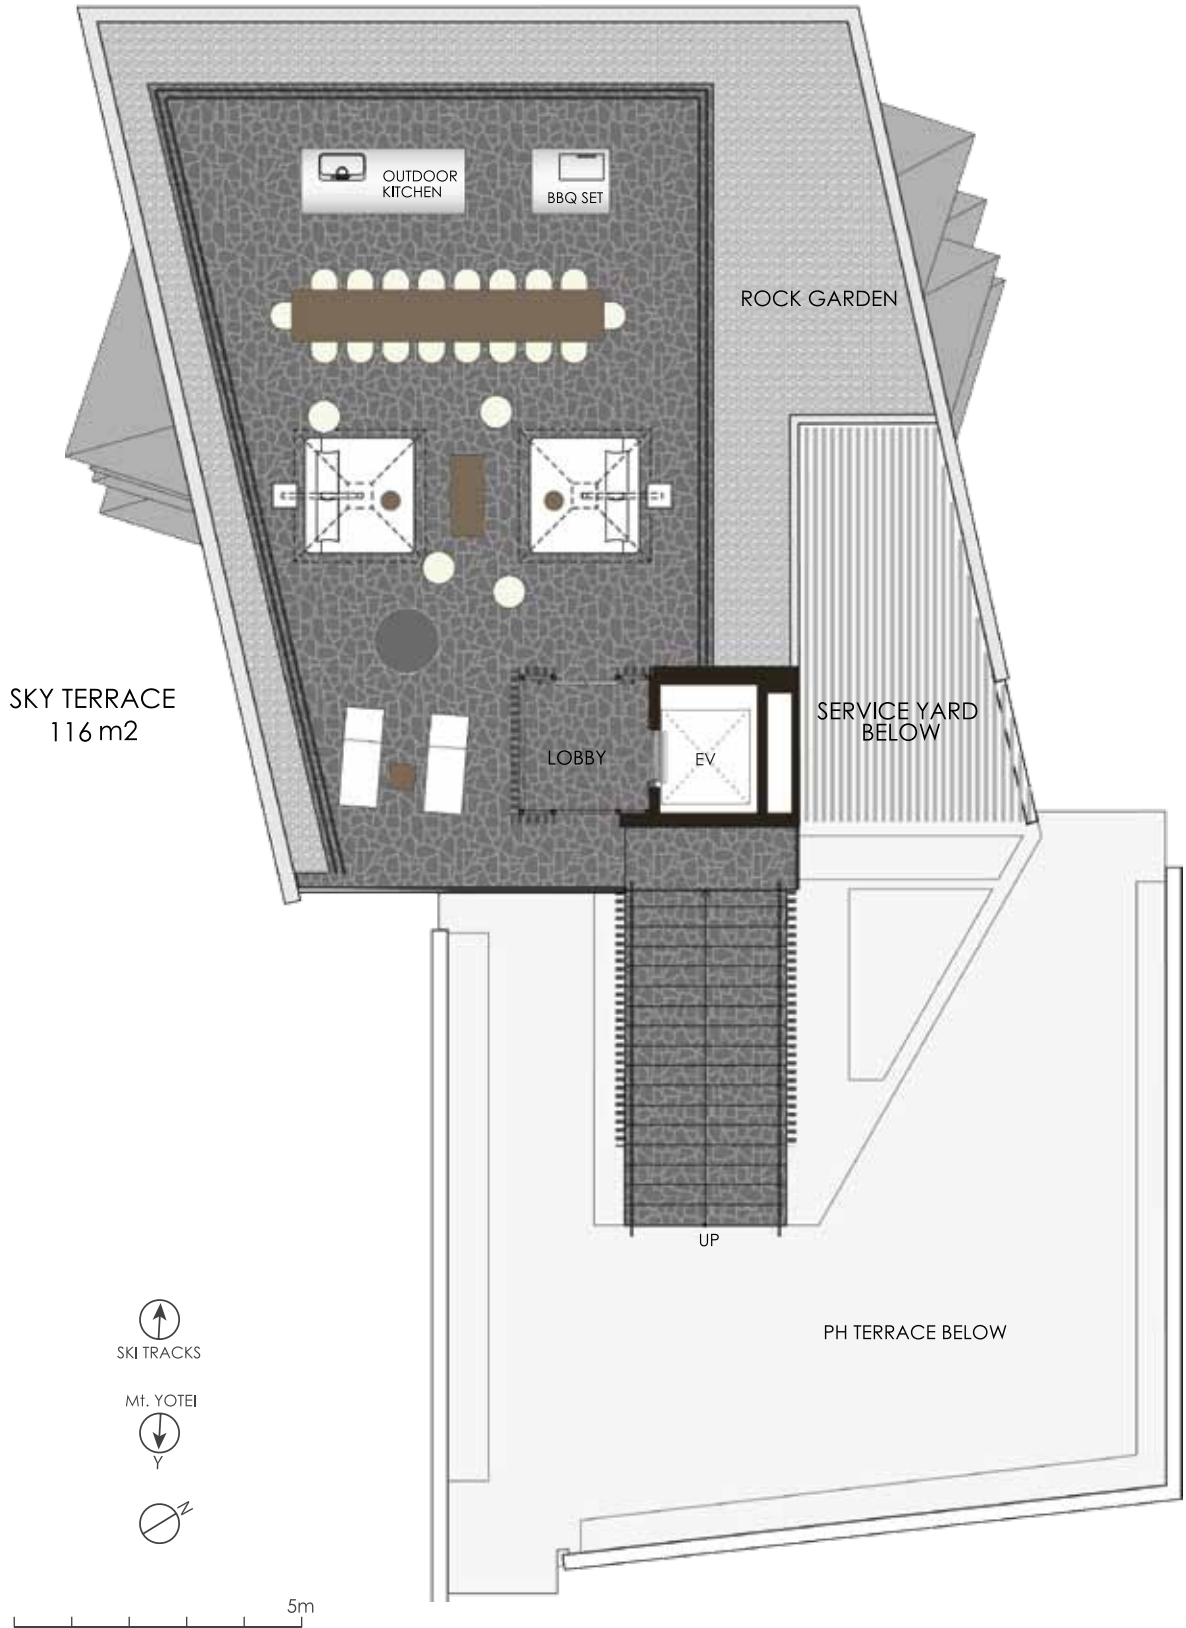 OUTDOOR
KITCHEN
BBQ SET
ROCK GARDEN
SKY TERRACE
116 m2
SERVICE YARD
BELOW
LOBBY
EV
UP
PH TERRACE BELOW
SKI TRACKS
Mt. YOTEI
Y
N
5m